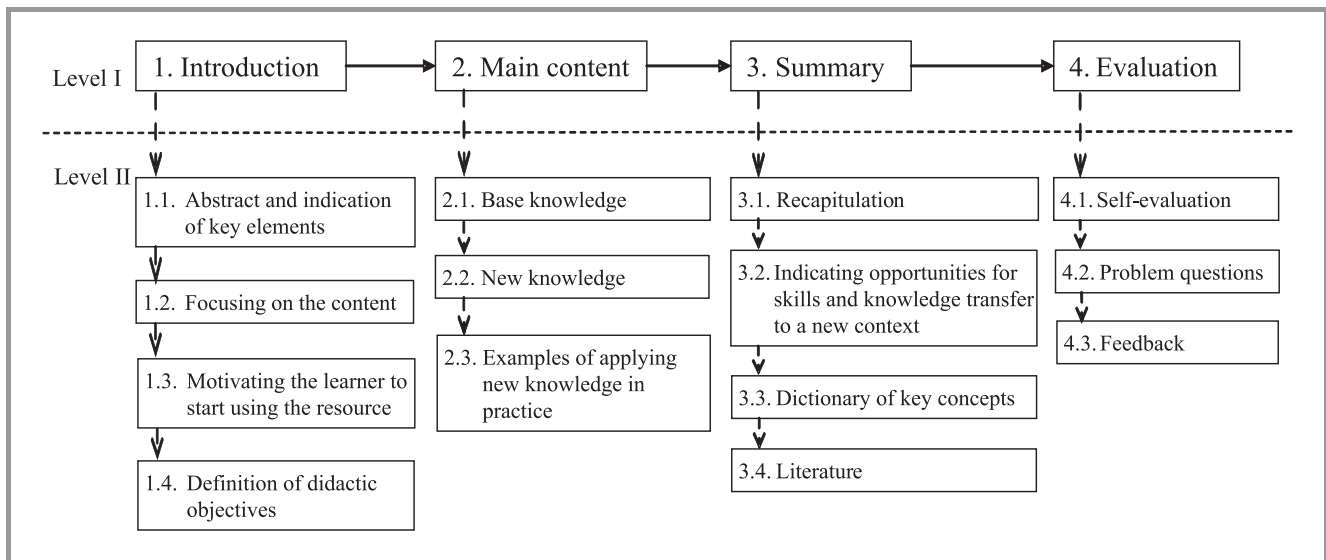 Level I
1. Introduction
2. Main content
3. Summary
4. Evaluation
Level II
1.1. Abstract and indication
of key elements
1.2. Focusing on the content
1.3. Motivating the learner to
start using the resource
1.4. Definition of didactic
objectives
2.1. Base knowledge
2.2. New knowledge
2.3. Examples of applying
new knowledge in
practice
3.1. Recapitulation
3.2. Indicating opportunities for
skills and knowledge transfer
to a new context
3.3. Dictionary of key concepts
3.4. Literature
4.1. Self-evaluation
4.2. Problem questions
4.3. Feedback